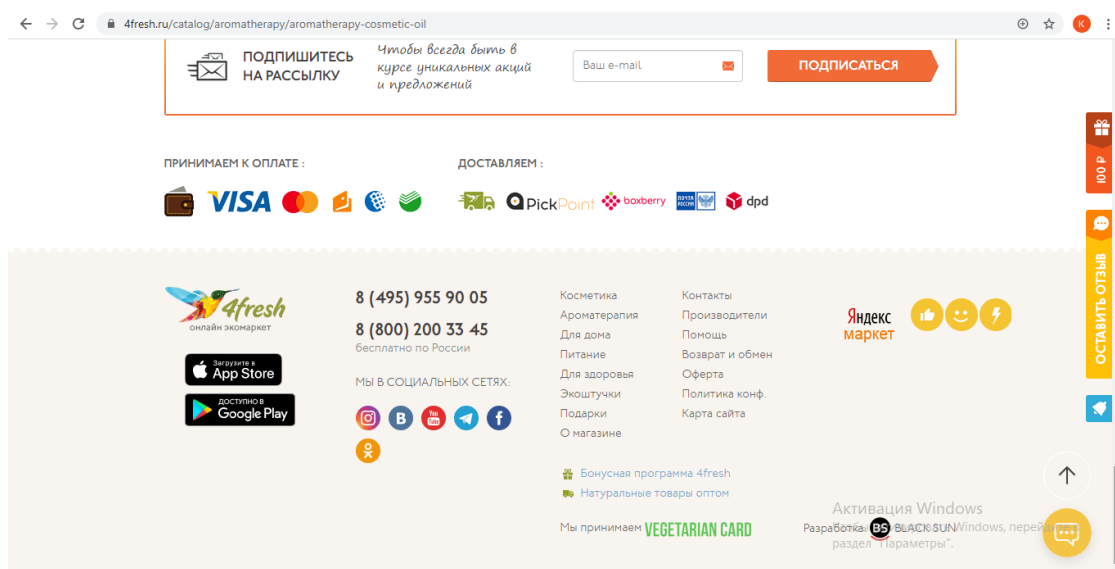 4fresh.ru/catalog/aromatherapy/aromatherapy-cosmetic-oil
К
ПОДПИШИТЕСЬ
НА РАССЫЛКУ
Чтобы всегда быть в
курсе уникальных акций
и предложений
Ваш e-mail
ПОДПИСАТЬСЯ
100 ₽
ОСТАВИТЬ ОТЗЫВ
ПРИНИМАЕМ К ОПЛАТЕ :
VISA
ДОСТАВЛЯЕМ :
PickPoint
boxberry
ПОЧТА РОССИИ
dpd
4fresh
онлайн экомаркет
Загрузите в
App Store
ДОСТУПНО В
Google Play
8 (495) 955 90 05
8 (800) 200 33 45
бесплатно по России
МЫ В СОЦИАЛЬНЫХ СЕТЯХ:
Косметика
Ароматерапия
Для дома
Питание
Для здоровья
Экоштучки
Подарки
О магазине
Контакты
Производители
Помощь
Возврат и обмен
Оферта
Политика конф.
Карта сайта
Яндекс
маркет
Бонусная программа 4fresh
Натуральные товары оптом
Мы принимаем VEGETARIAN CARD
Разработка: BS BLACK SUN
Активация Windows
Windows, перейдите в
раздел "Параметры".